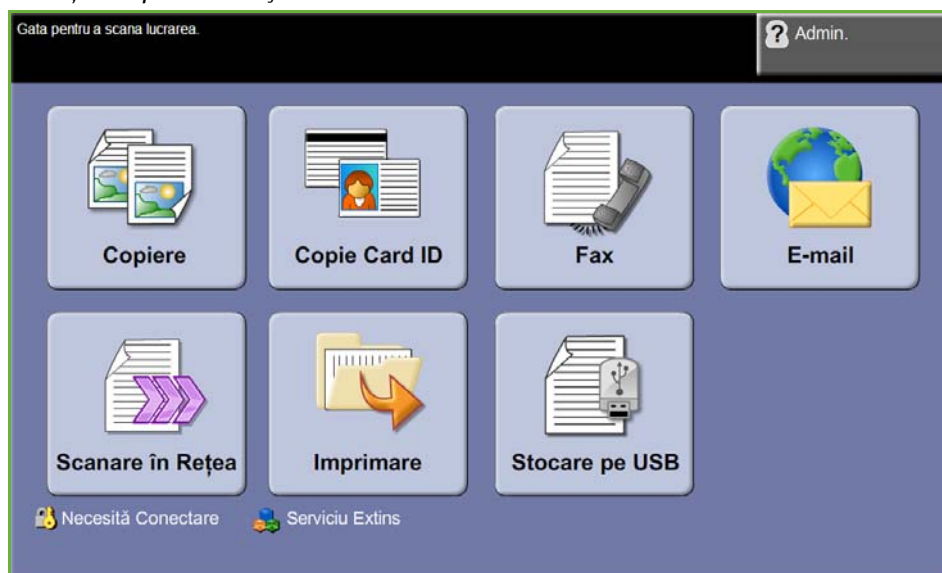 Gata pentru a scana lucrarea.
Admin.
Copiere
Copie Card ID
Fax
E-mail
Scanare în Rețea
Imprimare
Stocare pe USB
Necesită Conectare
Serviciu Extins